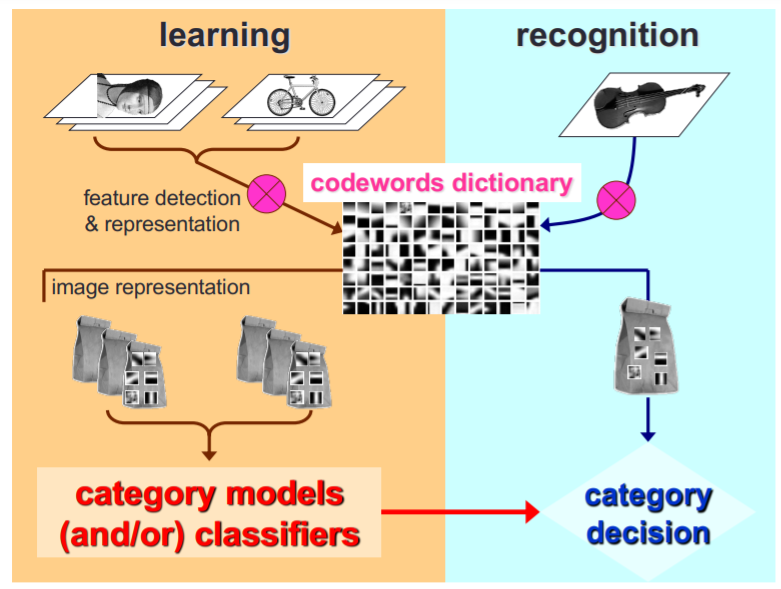 learning
recognition
codewords dictionary
feature detection
& representation
image representation
category models
(and/or) classifiers
category
decision